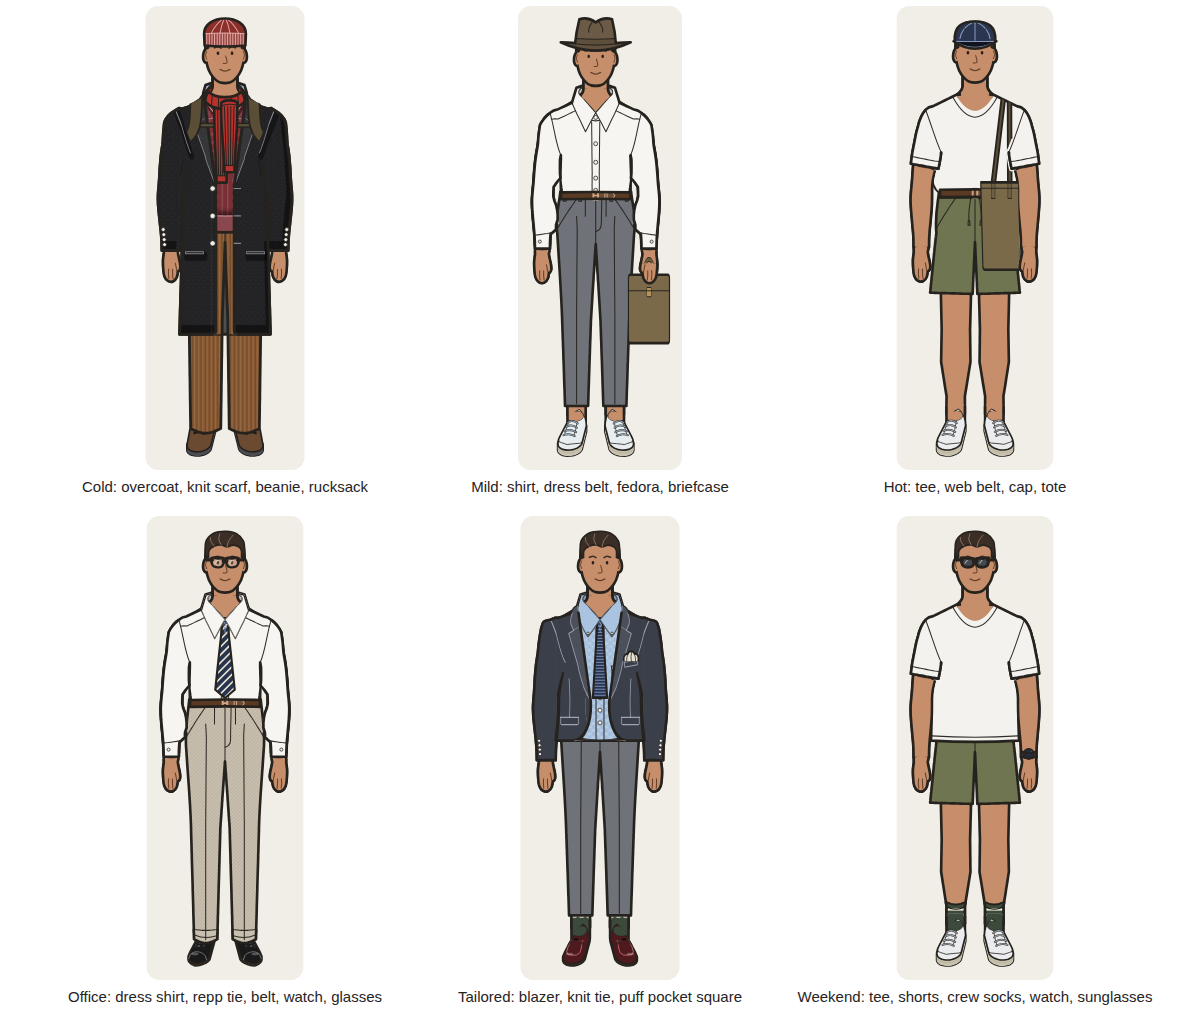 Cold: overcoat, knit scarf, beanie, rucksack
Mild: shirt, dress belt, fedora, briefcase
Hot: tee, web belt, cap, tote
Office: dress shirt, repp tie, belt, watch, glasses
Tailored: blazer, knit tie, puff pocket square
Weekend: tee, shorts, crew socks, watch, sunglasses